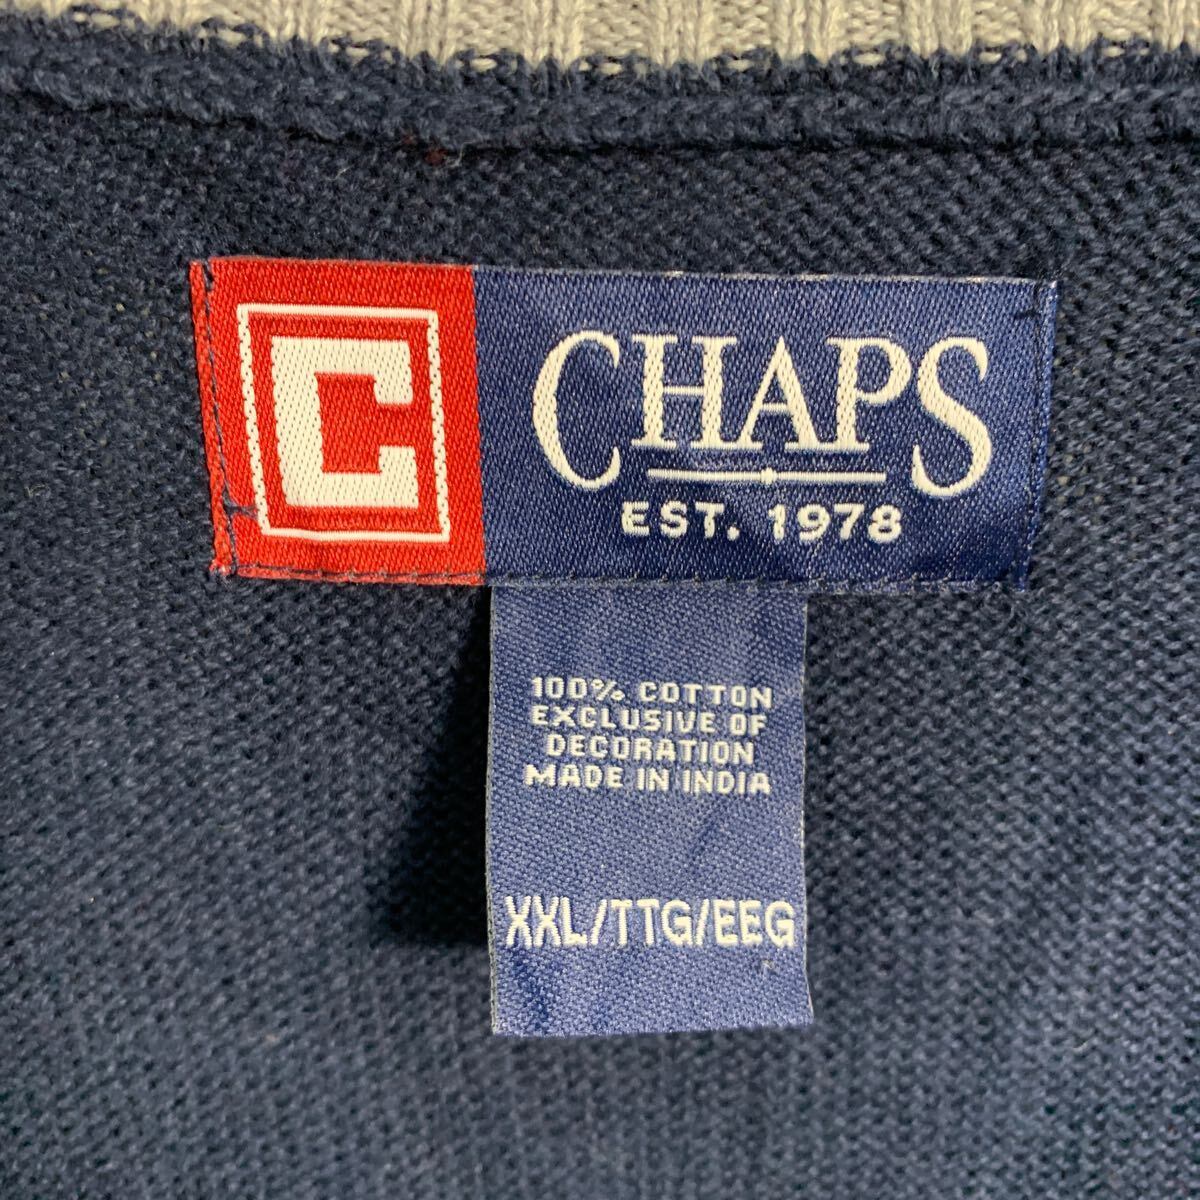 C
CHAPS
EST. 1978
100% COTTON
EXCLUSIVE OF
DECORATION
MADE IN INDIA
XXL/TTG/EEG